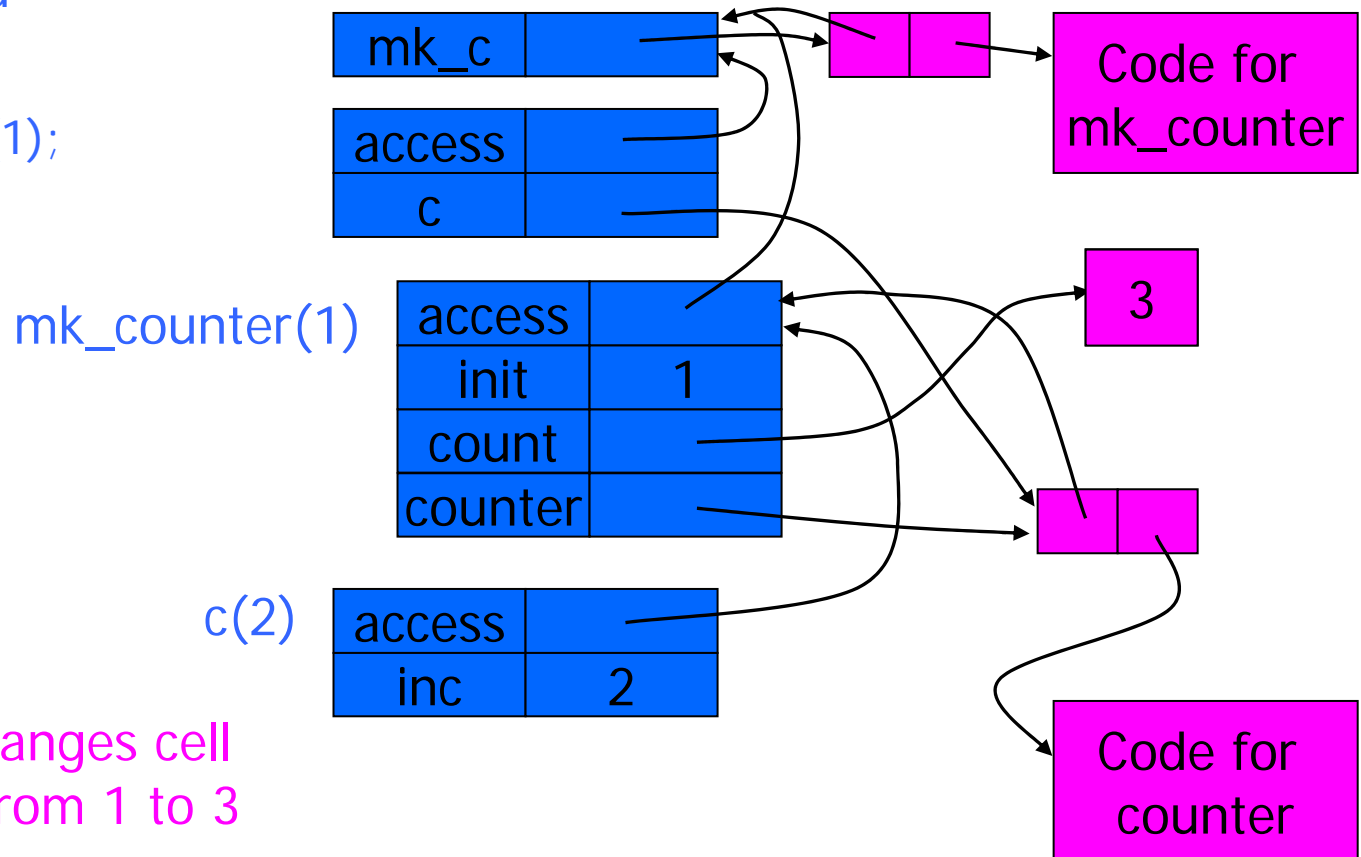 mk_c
Code for
mk_counter
1);
access
c
3
mk_counter(1)
access
init 1
count
counter
c(2)
access
inc 2
anges cell
rom 1 to 3
Code for
counter